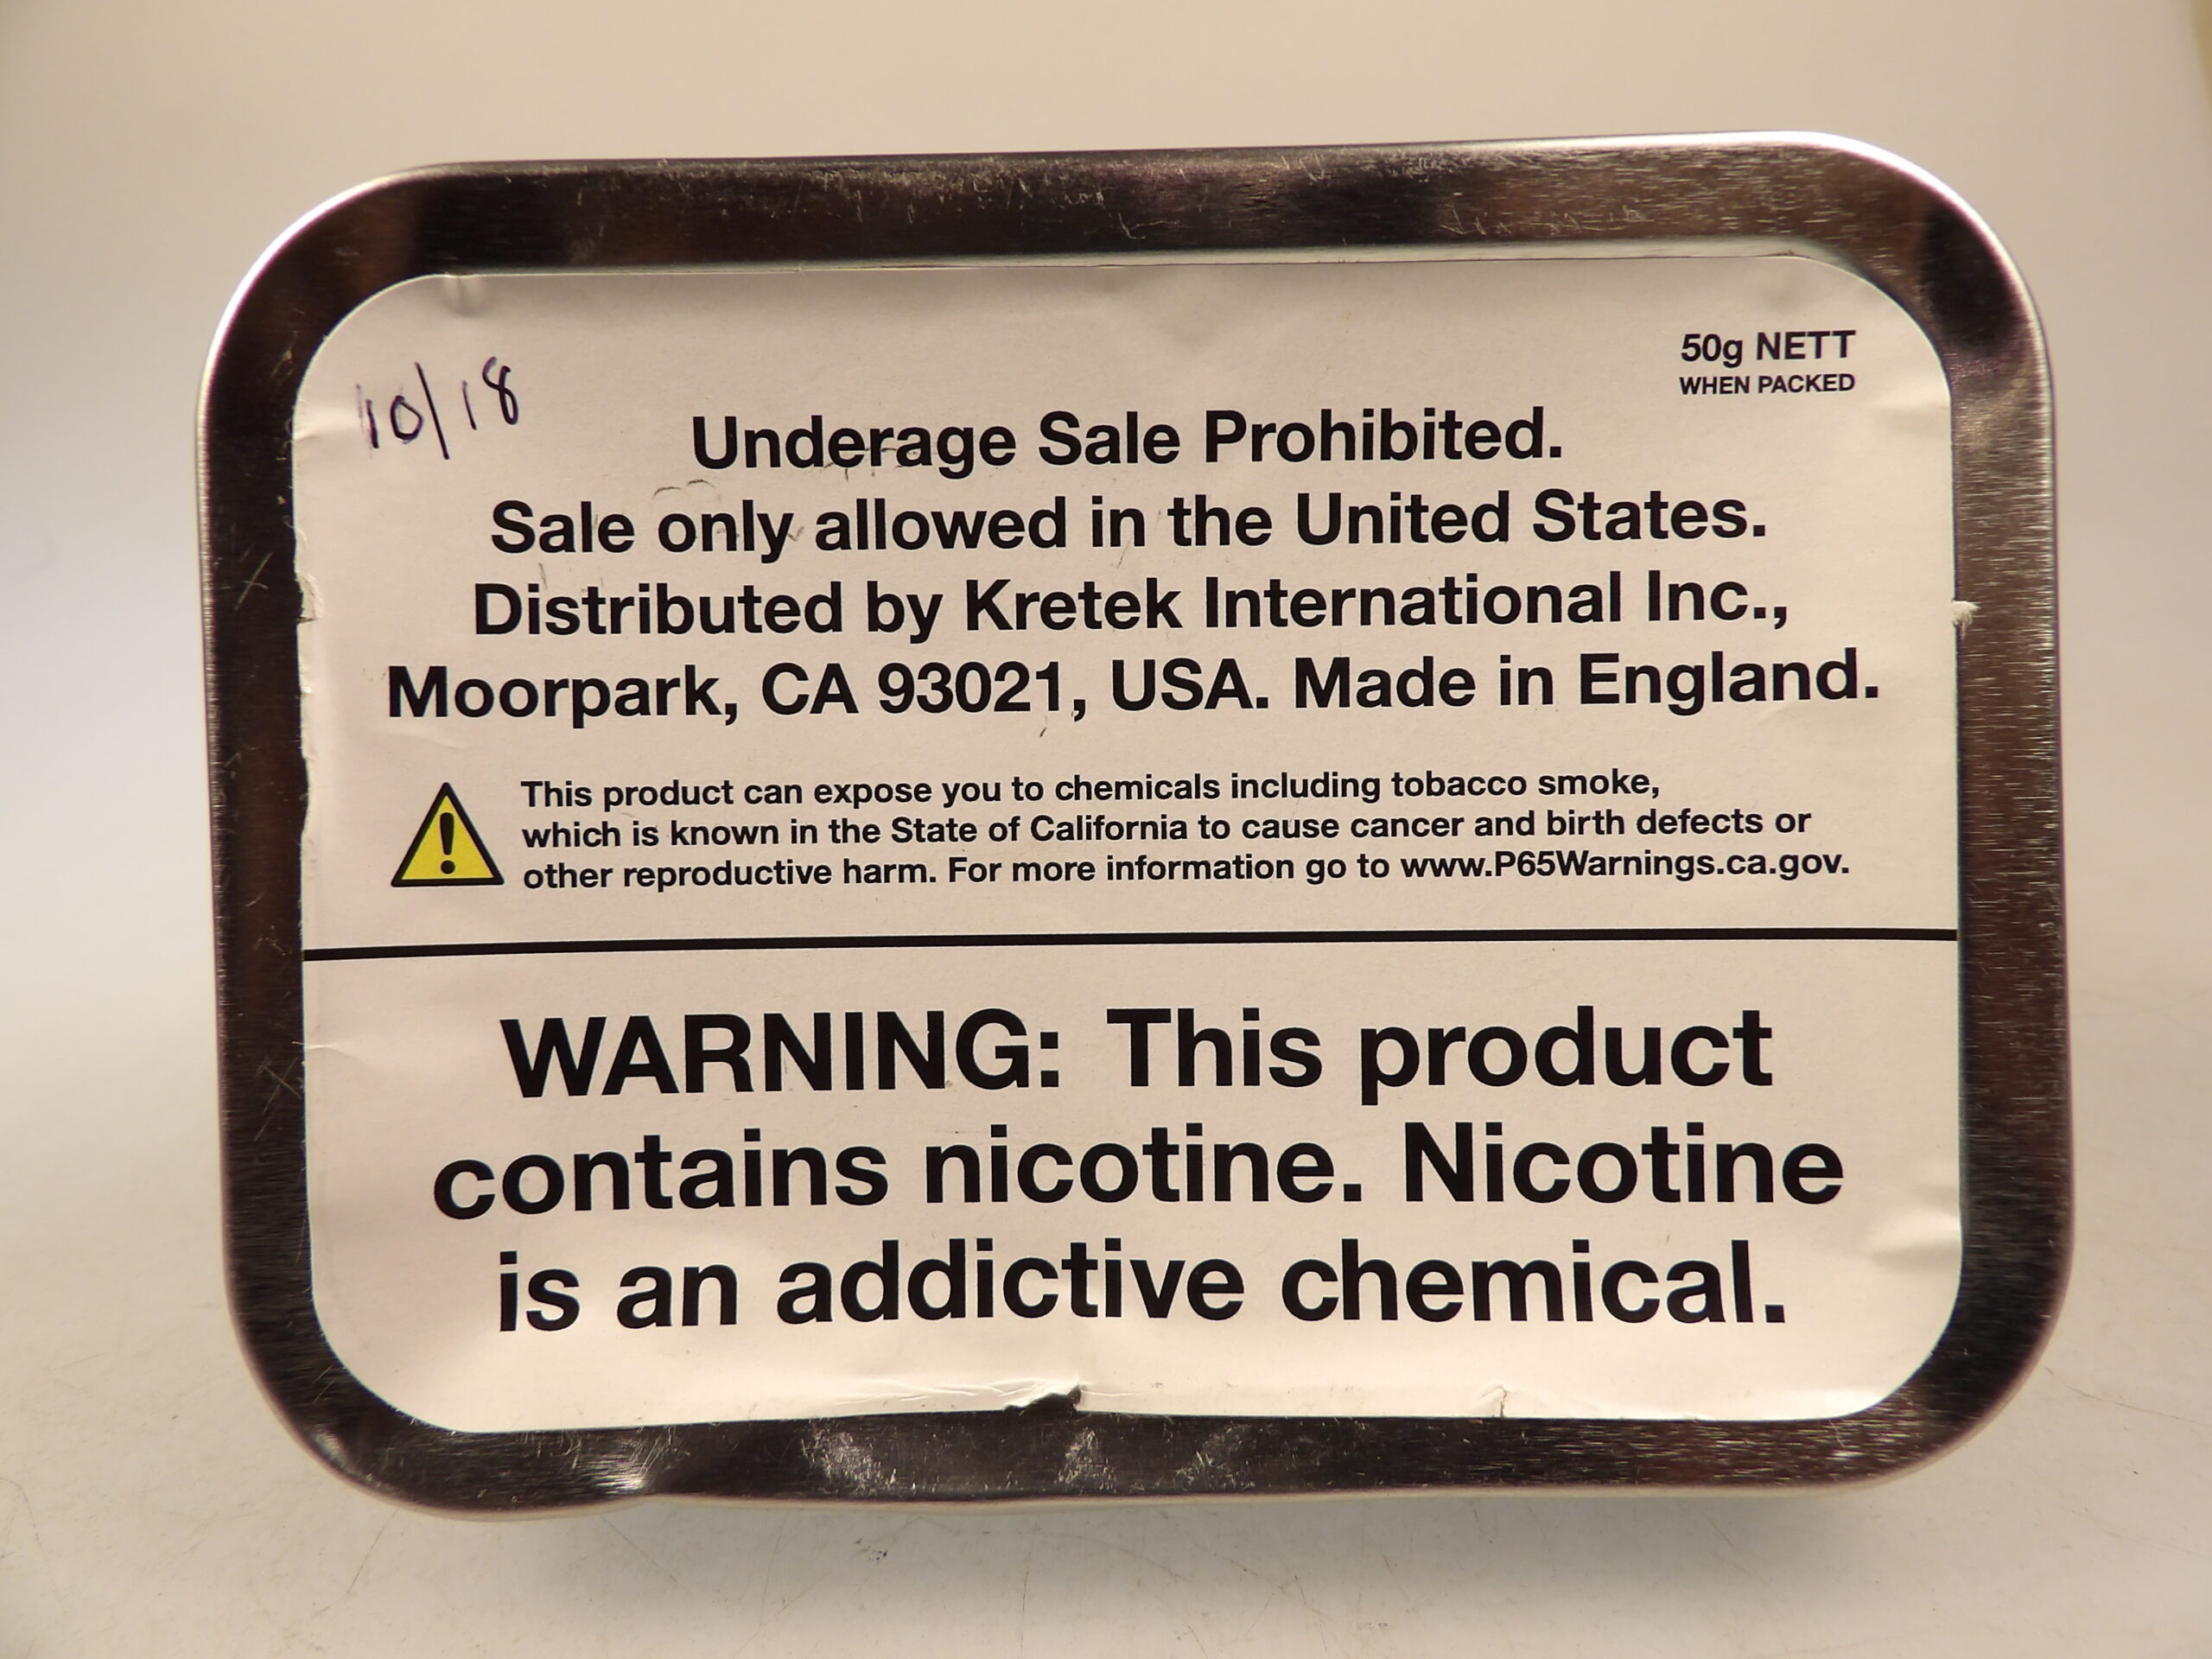 50g NETT
WHEN PACKED
10/18
Underage Sale Prohibited.
Sale only allowed in the United States.
Distributed by Kretek International Inc.,
Moorpark, CA 93021, USA. Made in England.
This product can expose you to chemicals including tobacco smoke,
which is known in the State of California to cause cancer and birth defects or
other reproductive harm. For more information go to www.P65Warnings.ca.gov.
WARNING: This product
contains nicotine. Nicotine
is an addictive chemical.